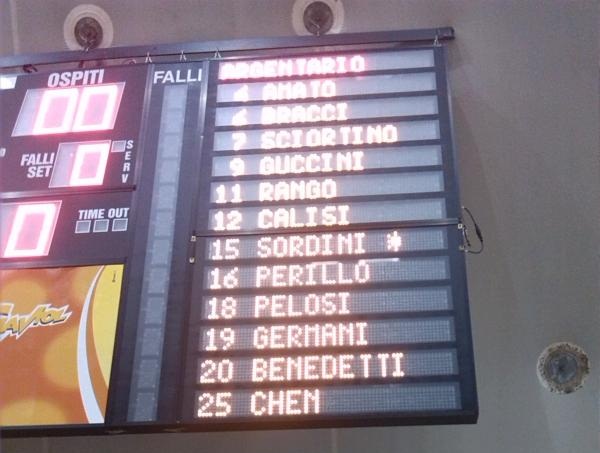 OSPITI
00
FALLI SET 0 SERV
TIME OUT
0
FALLI
ARGENTARIO
4 AMATO
6 BRACCI
7 SCIORTINO
9 GUCCINI
11 RANGO
12 CALISI
15 SORDINI *
16 PERILLO
18 PELOSI
19 GERMANI
20 BENEDETTI
25 CHEN